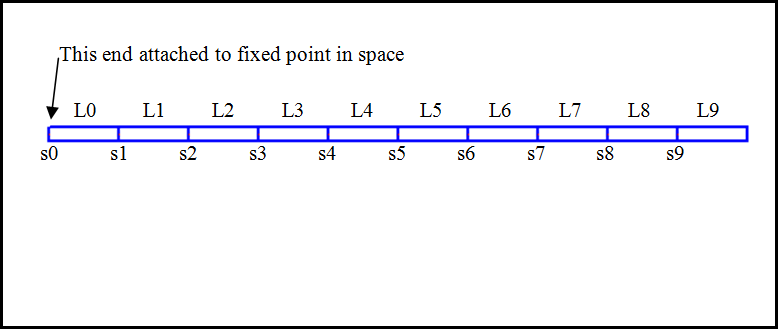 This end attached to fixed point in space
L0 L1 L2 L3 L4 L5 L6 L7 L8 L9
s0 s1 s2 s3 s4 s5 s6 s7 s8 s9